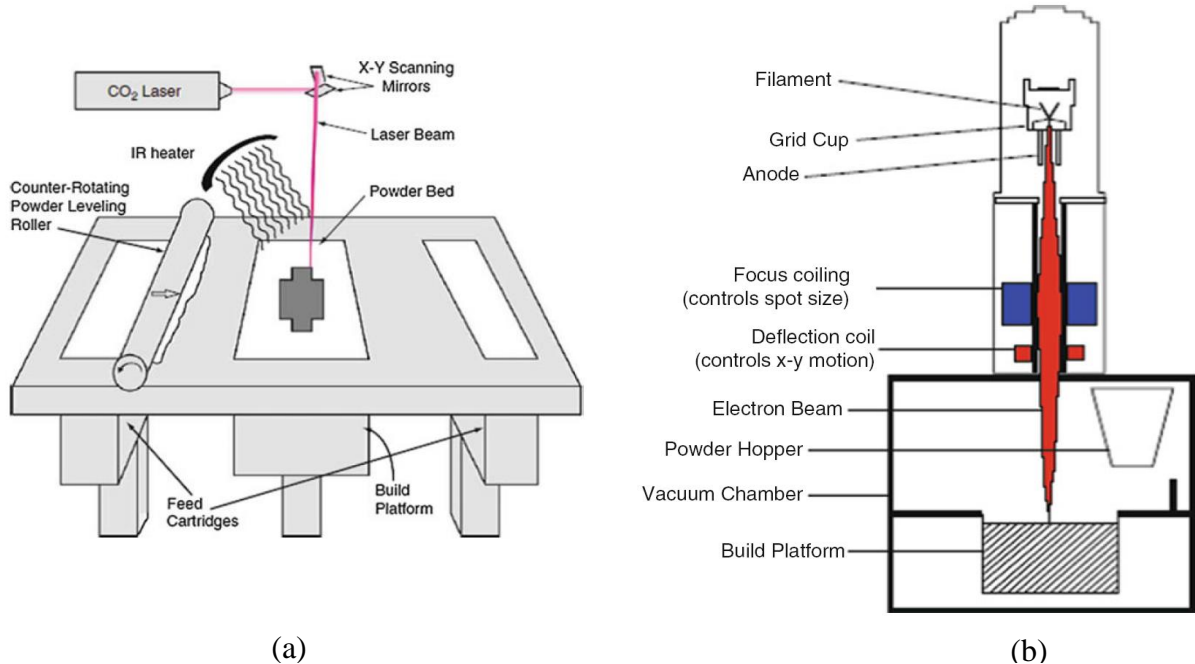 CO2 Laser
X-Y Scanning
Mirrors
Laser Beam
IR heater
Counter-Rotating
Powder Leveling
Roller
Powder Bed
Feed
Cartridges
Build
Platform
(a)
Filament
Grid Cup
Anode
Focus coiling
(controls spot size)
Deflection coil
(controls x-y motion)
Electron Beam
Powder Hopper
Vacuum Chamber
Build Platform
(b)